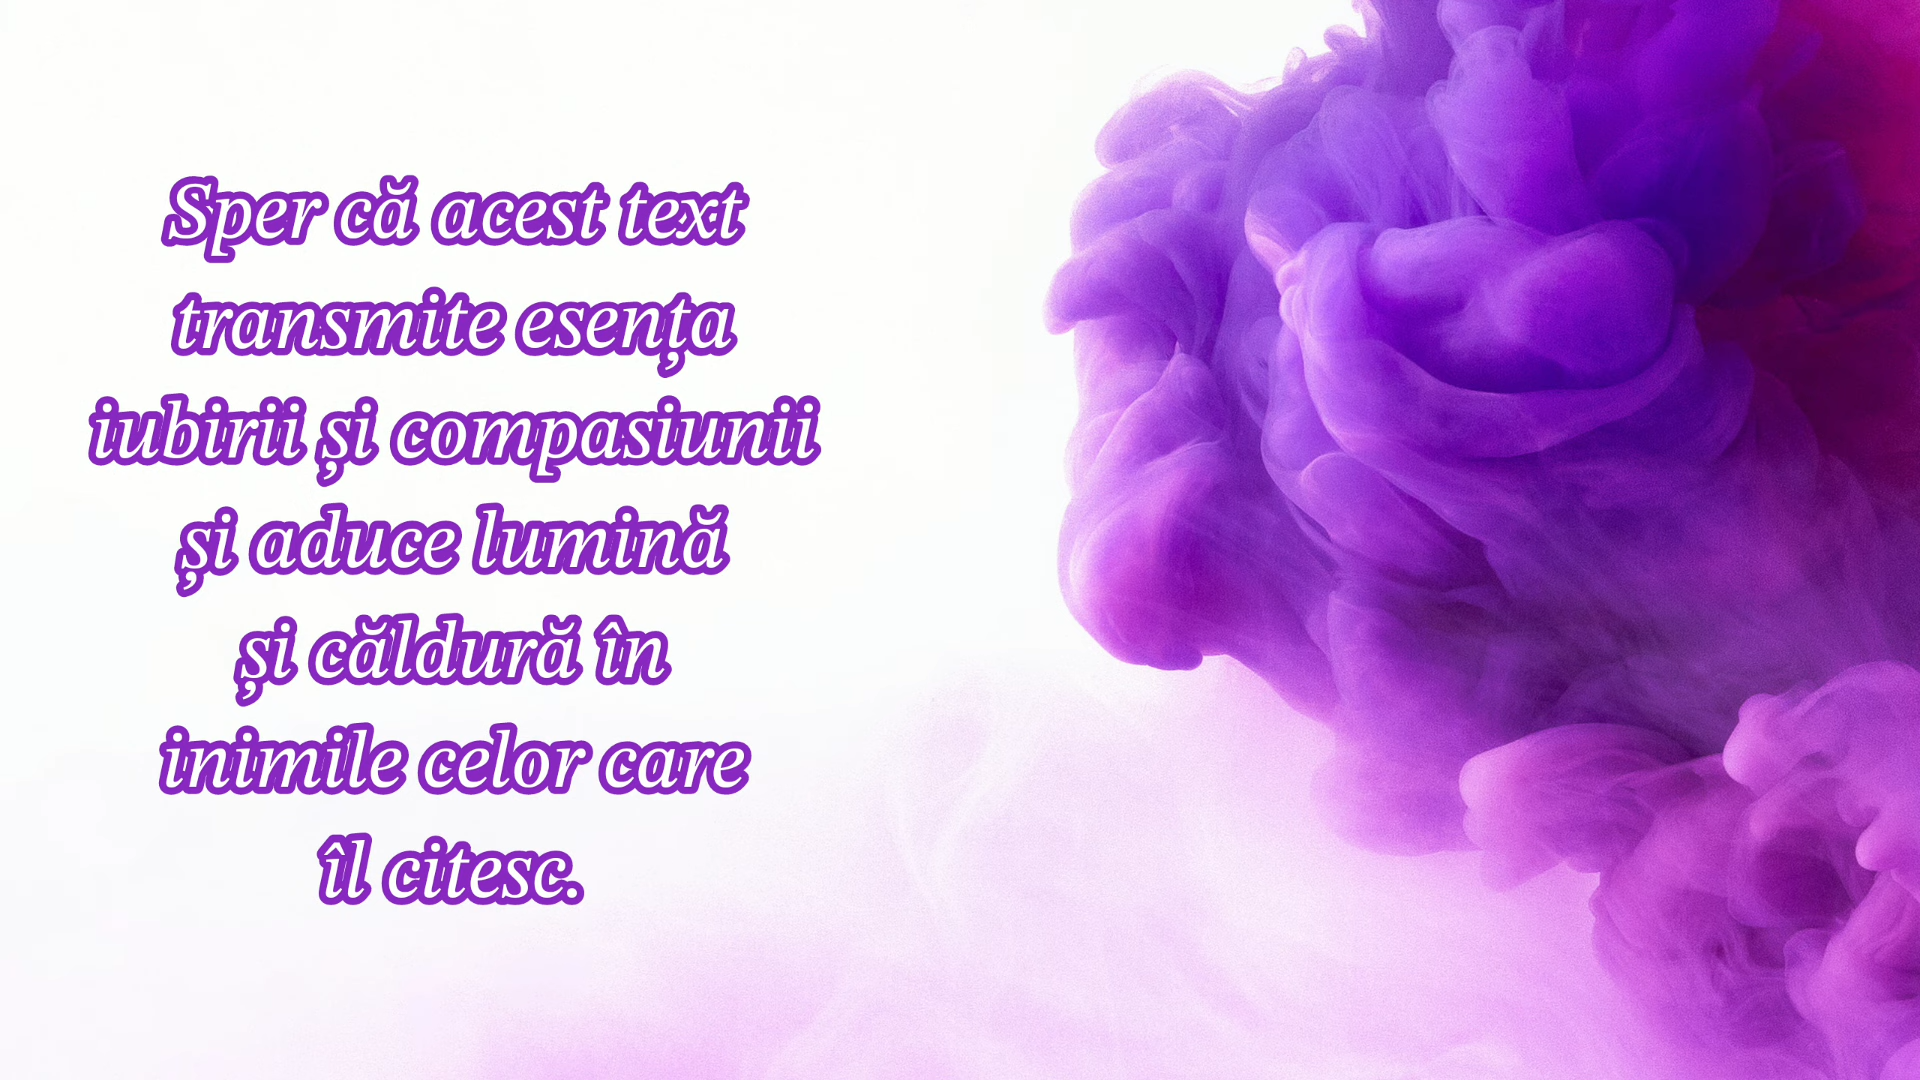 Sper că acest text
transmite esența
iubirii și compasiunii
și aduce lumină
și căldură în
inimile celor care
îl citesc.